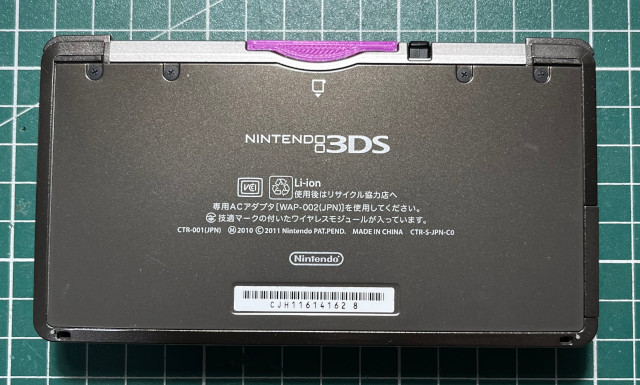 NINTENDO 3DS
VCI
Li-ion
使用後はリサイクル協力店へ
専用ACアダプタ[WAP-002(JPN)]を使用してください。
技適マークの付いたワイヤレスモジュールが入っています。
CTR-001(JPN) Ⓜ2010 ©2011 Nintendo PAT.PEND. MADE IN CHINA CTR-S-JPN-C0
Nintendo
CJH11614162 8